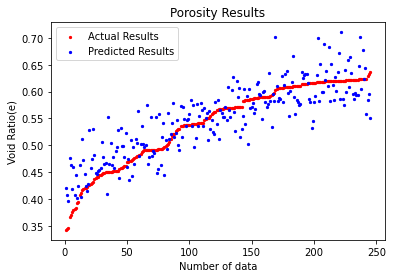 Porosity Results
Actual Results
Predicted Results
Void Ratio(e)
0.70
0.65
0.60
0.55
0.50
0.45
0.40
0.35
0
50
100
150
200
250
Number of data